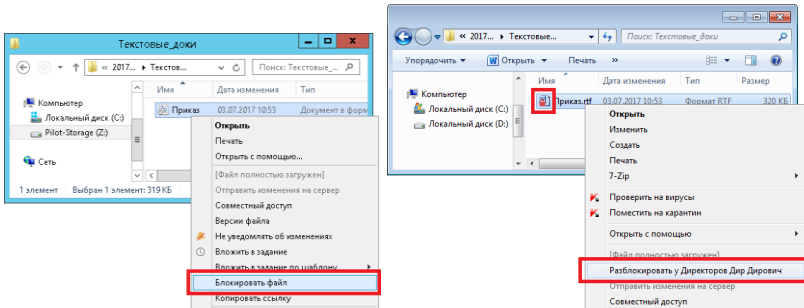 Текстовые_доки
« 2017... ▸ Текстов...
Поиск: Текстовые_...
Имя
Дата изменения
Тип
Компьютер
Локальный диск (C:)
Pilot-Storage (Z:)
Сеть
Приказ
03.07.2017 10:53
Документ в форм
1 элемент
Выбран 1 элемент: 319 КБ
Открыть
Печать
Открыть с помощью...
[Файл полностью загружен]
Отправить изменения на сервер
Совместный доступ
Версии файла
Не уведомлять об изменениях
Вложить в задание
Вложить в задание по шаблону
Блокировать файл
Копировать ссылку
« 2017... ▸ Текстовые...
Поиск: Текстовые_доки
Упорядочить
Открыть
Печать
»
Имя
Дата изменения
Тип
Размер
Компьютер
Локальный диск (C:)
Локальный диск (D:)
Приказ.rtf
03.07.2017 10:53
Формат RTF
320 КБ
Открыть
Изменить
Создать
Печать
7-Zip
Проверить на вирусы
Поместить на карантин
Открыть с помощью
[Файл полностью загружен]
Разблокировать у Директоров Дир Дирович
Отправить изменения на сервер
Совместный доступ